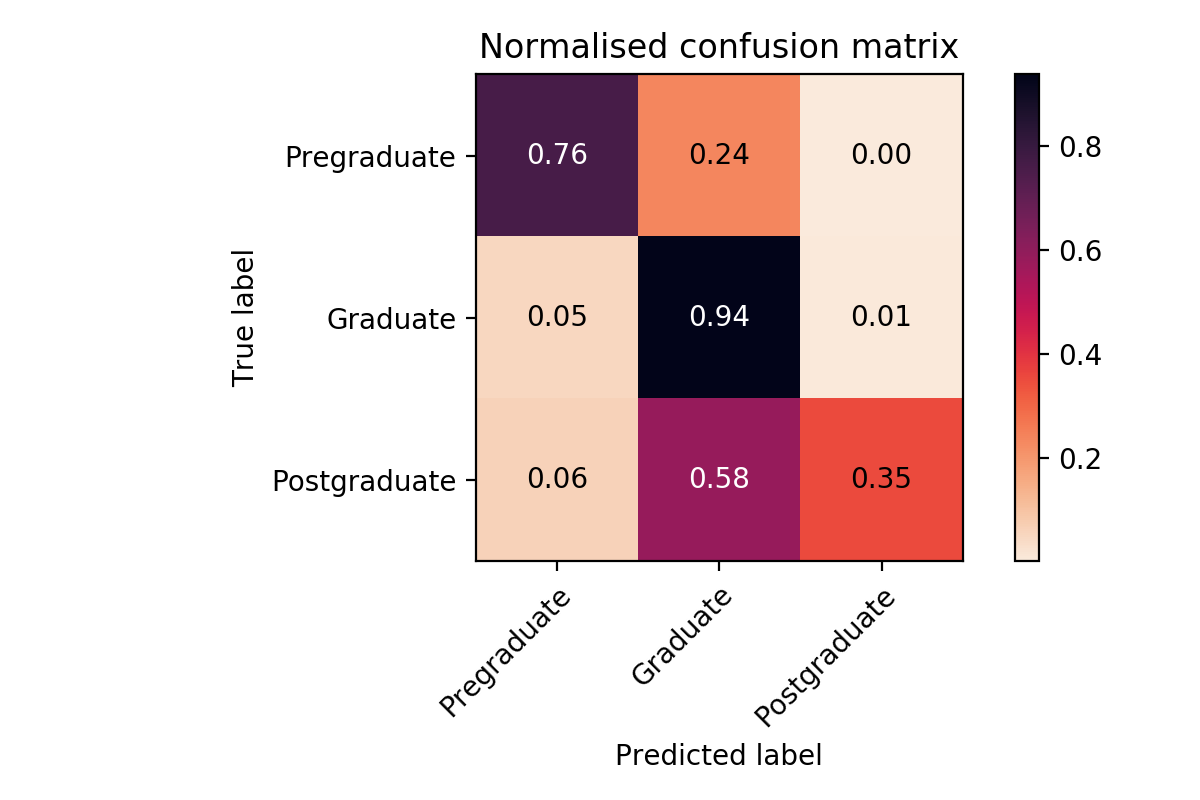 Normalised confusion matrix
True label
Pregraduate 0.76 0.24 0.00
Graduate 0.05 0.94 0.01
Postgraduate 0.06 0.58 0.35
0.8
0.6
0.4
0.2
Pregraduate Graduate Postgraduate
Predicted label